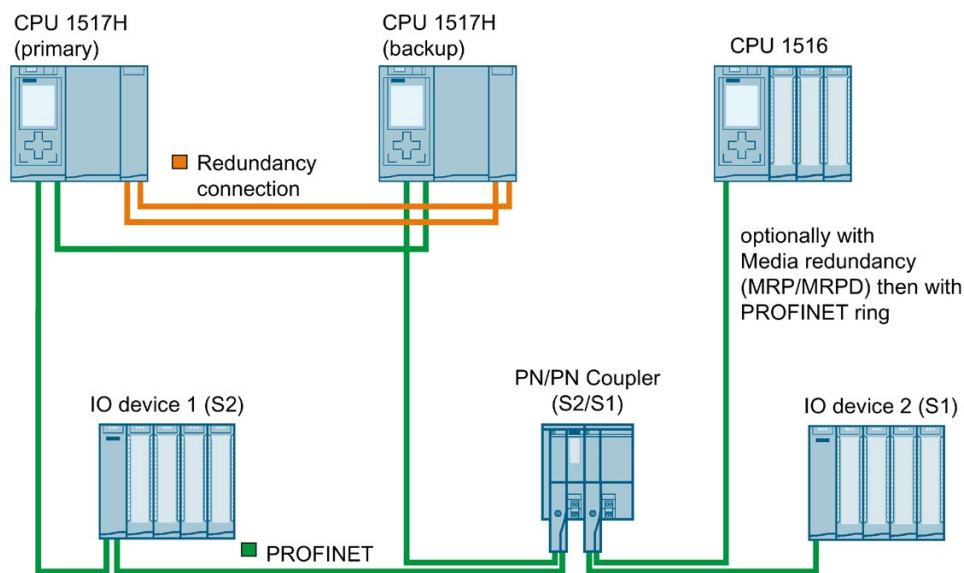 CPU 1517H
(primary)
CPU 1517H
(backup)
CPU 1516
Redundancy
connection
optionally with
Media redundancy
(MRP/MRPD) then with
PROFINET ring
PN/PN Coupler
(S2/S1)
IO device 1 (S2)
IO device 2 (S1)
PROFINET